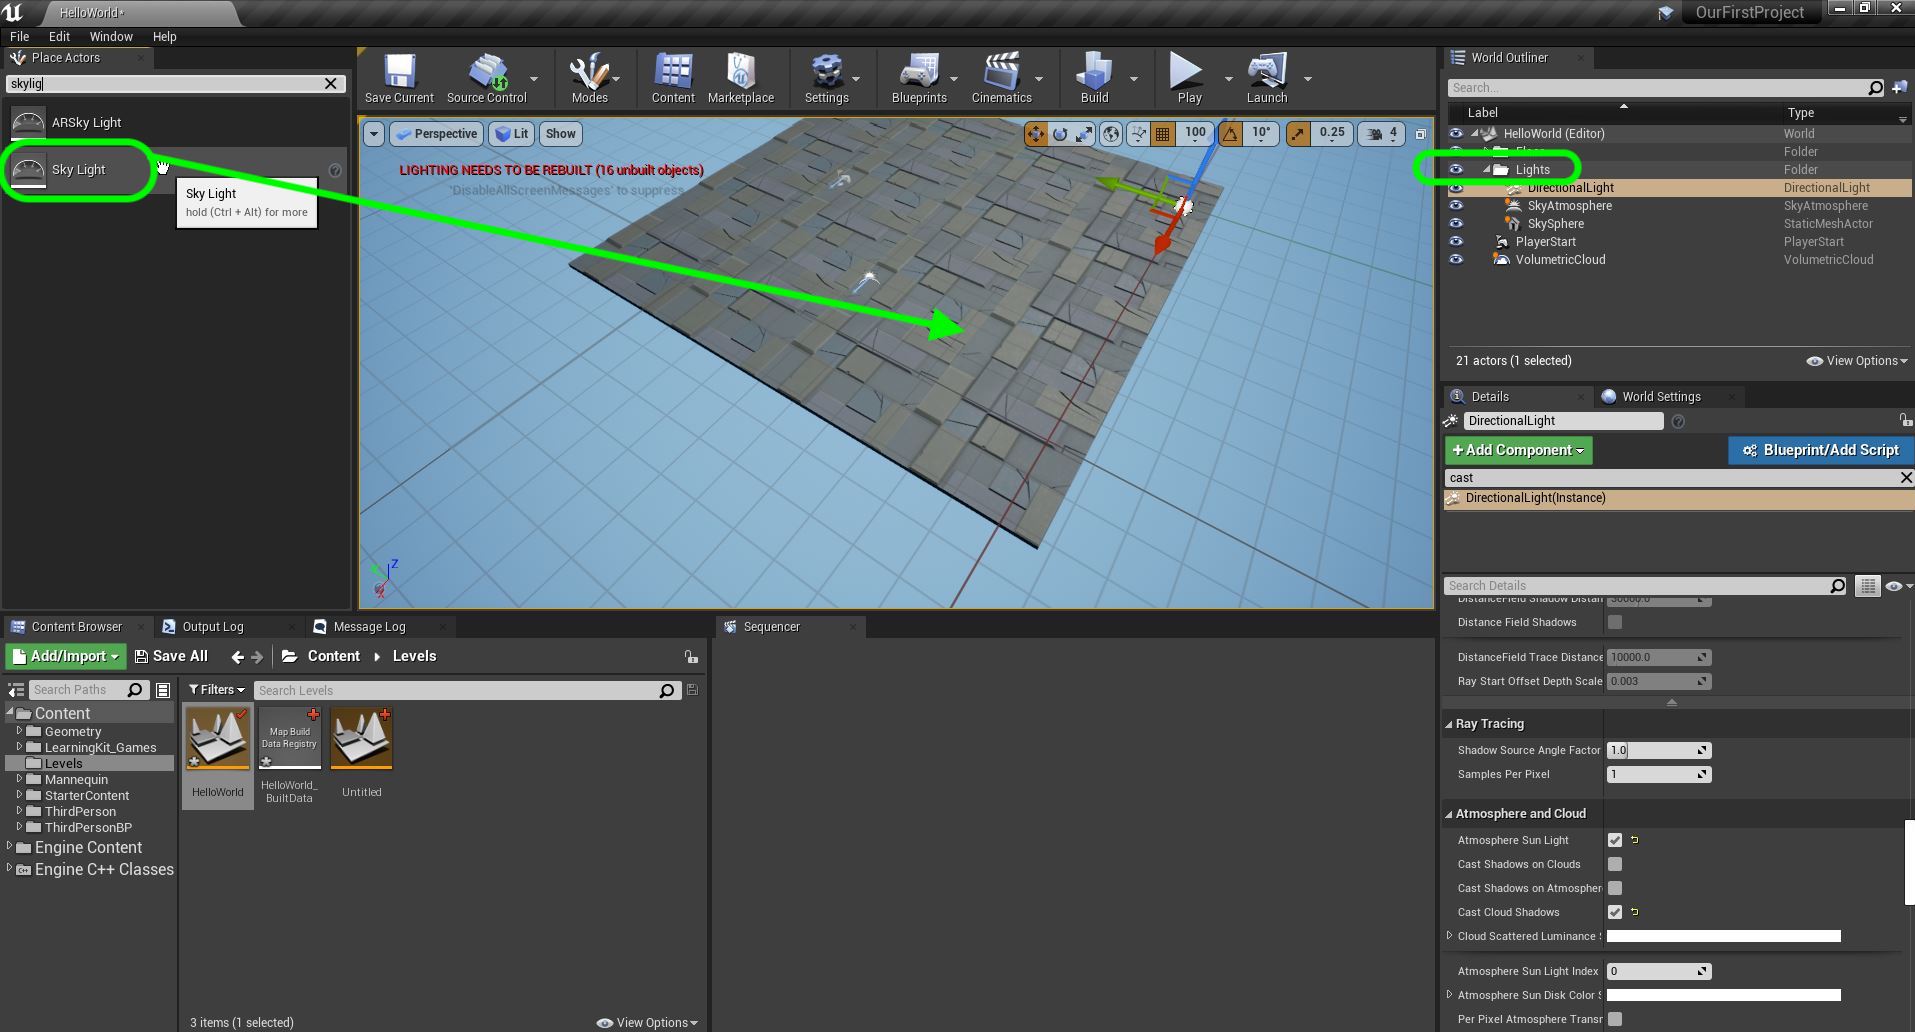 HelloWorld*
OurFirstProject
File Edit Window Help
Place Actors
skylig
ARSky Light
Sky Light
Sky Light
hold (Ctrl + Alt) for more
Save Current
Source Control
Modes
Content
Marketplace
Settings
Blueprints
Cinematics
Build
Play
Launch
Perspective
Lit
Show
100
10°
0.25
4
LIGHTING NEEDS TO BE REBUILT (16 unbuilt objects)
'DisableAllScreenMessages' to suppress
Z
X
World Outliner
Search...
Label Type
HelloWorld (Editor) World
Folder
Lights Folder
DirectionalLight DirectionalLight
SkyAtmosphere SkyAtmosphere
SkySphere StaticMeshActor
PlayerStart PlayerStart
VolumetricCloud VolumetricCloud
21 actors (1 selected)
View Options
Details
World Settings
DirectionalLight
+Add Component
Blueprint/Add Script
cast
DirectionalLight(Instance)
Search Details
DistanceField Shadow Distan
Distance Field Shadows
DistanceField Trace Distance 10000.0
Ray Start Offset Depth Scale 0.003
Ray Tracing
Shadow Source Angle Factor 1.0
Samples Per Pixel 1
Atmosphere and Cloud
Atmosphere Sun Light
Cast Shadows on Clouds
Cast Shadows on Atmospher
Cast Cloud Shadows
Cloud Scattered Luminance S
Atmosphere Sun Light Index 0
Atmosphere Sun Disk Color S
Per Pixel Atmosphere Transm
Content Browser
Output Log
Message Log
Sequencer
Add/Import
Save All
Content
Levels
Search Paths
Filters
Search Levels
Content
Geometry
LearningKit_Games
Levels
Mannequin
StarterContent
ThirdPerson
ThirdPersonBP
Engine Content
Engine C++ Classes
Map Build
Data Registry
HelloWorld
HelloWorld_
BuiltData
Untitled
3 items (1 selected)
View Options